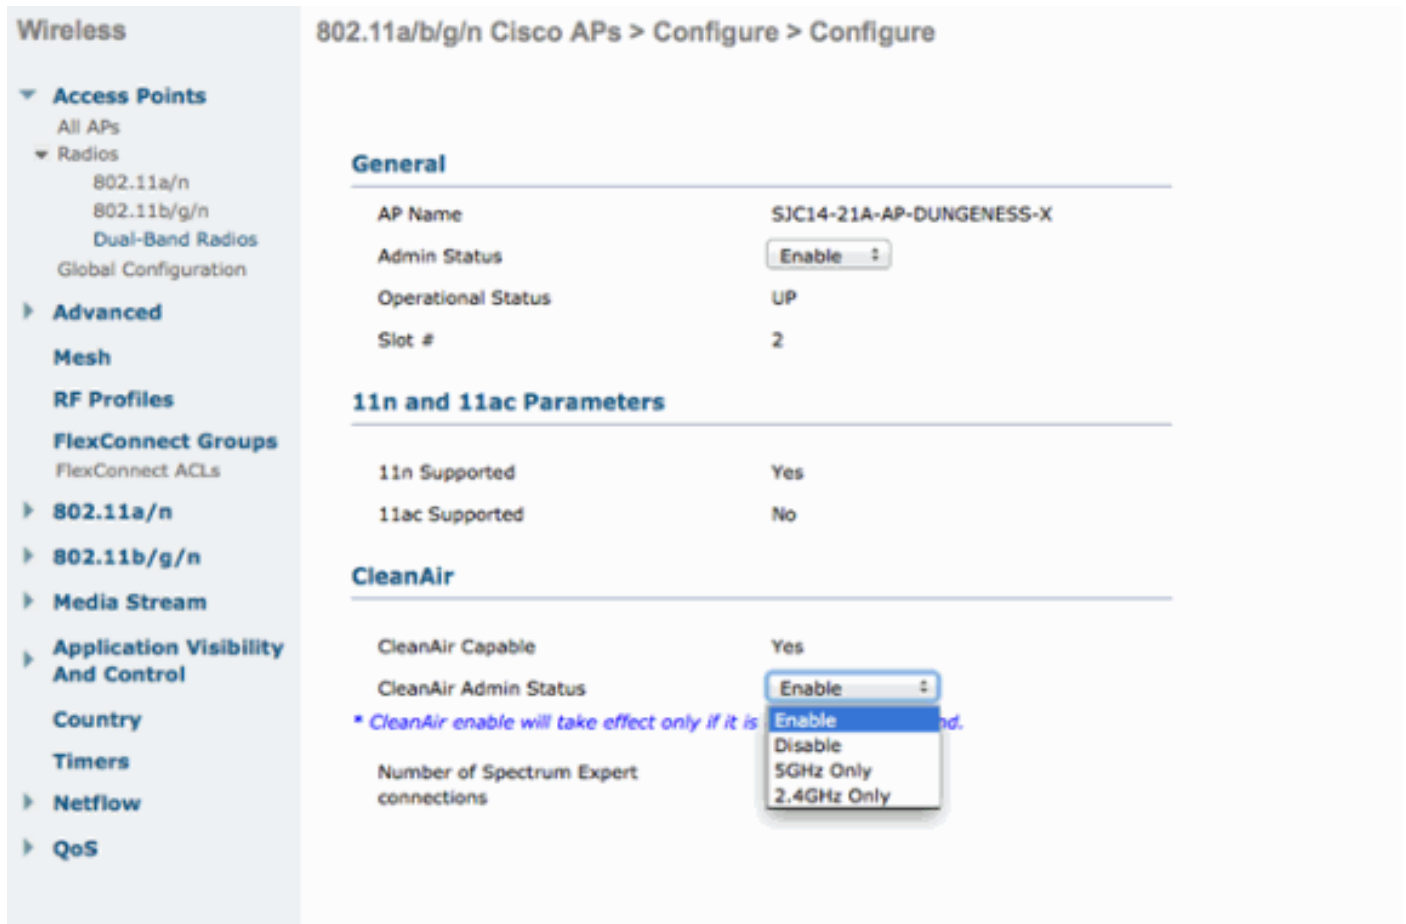 Wireless
Access Points
All APs
Radios
802.11a/n
802.11b/g/n
Dual-Band Radios
Global Configuration
Advanced
Mesh
RF Profiles
FlexConnect Groups
FlexConnect ACLs
802.11a/n
802.11b/g/n
Media Stream
Application Visibility
And Control
Country
Timers
Netflow
QoS
802.11a/b/g/n Cisco APs > Configure > Configure
General
AP Name SJC14-21A-AP-DUNGENESS-X
Admin Status Enable
Operational Status UP
Slot # 2
11n and 11ac Parameters
11n Supported Yes
11ac Supported No
CleanAir
CleanAir Capable Yes
CleanAir Admin Status Enable
* CleanAir enable will take effect only if it is
Enable
Disable
5GHz Only
2.4GHz Only
Number of Spectrum Expert
connections